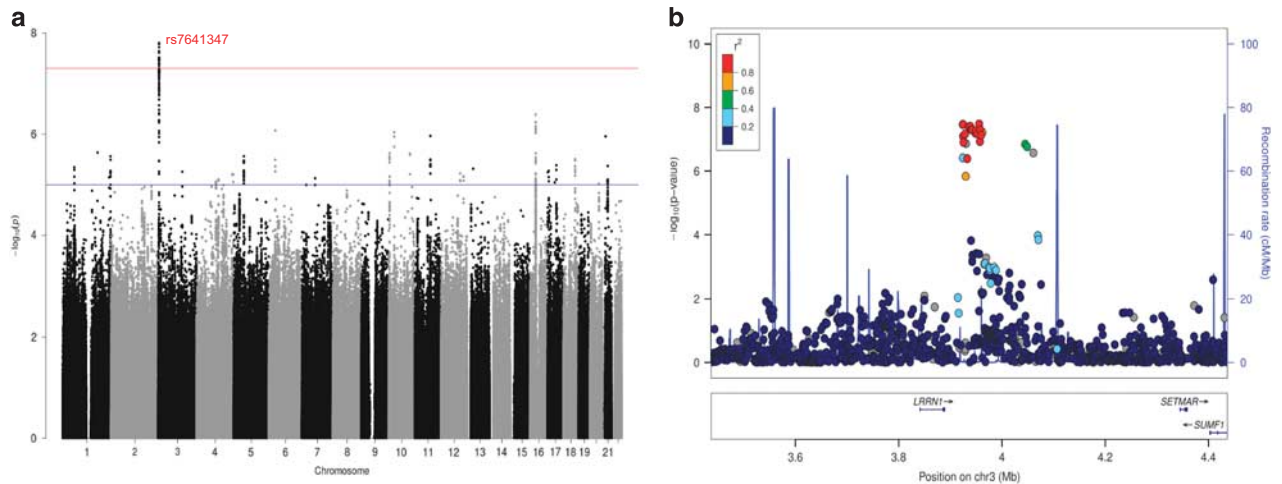 a
8
6
4
2
0
−log₁₀(p)
rs7641347
1 2 3 4 5 6 7 8 9 10 11 12 13 14 15 16 17 18 19 21
Chromosome
b
r²
0.8
0.6
0.4
0.2
10
8
6
4
2
0
−log₁₀(p-value)
100
80
60
40
20
0
Recombination rate (cM/Mb)
LRRN1→
SETMAR→
←SUMF1
3.6 3.8 4 4.2 4.4
Position on chr3 (Mb)